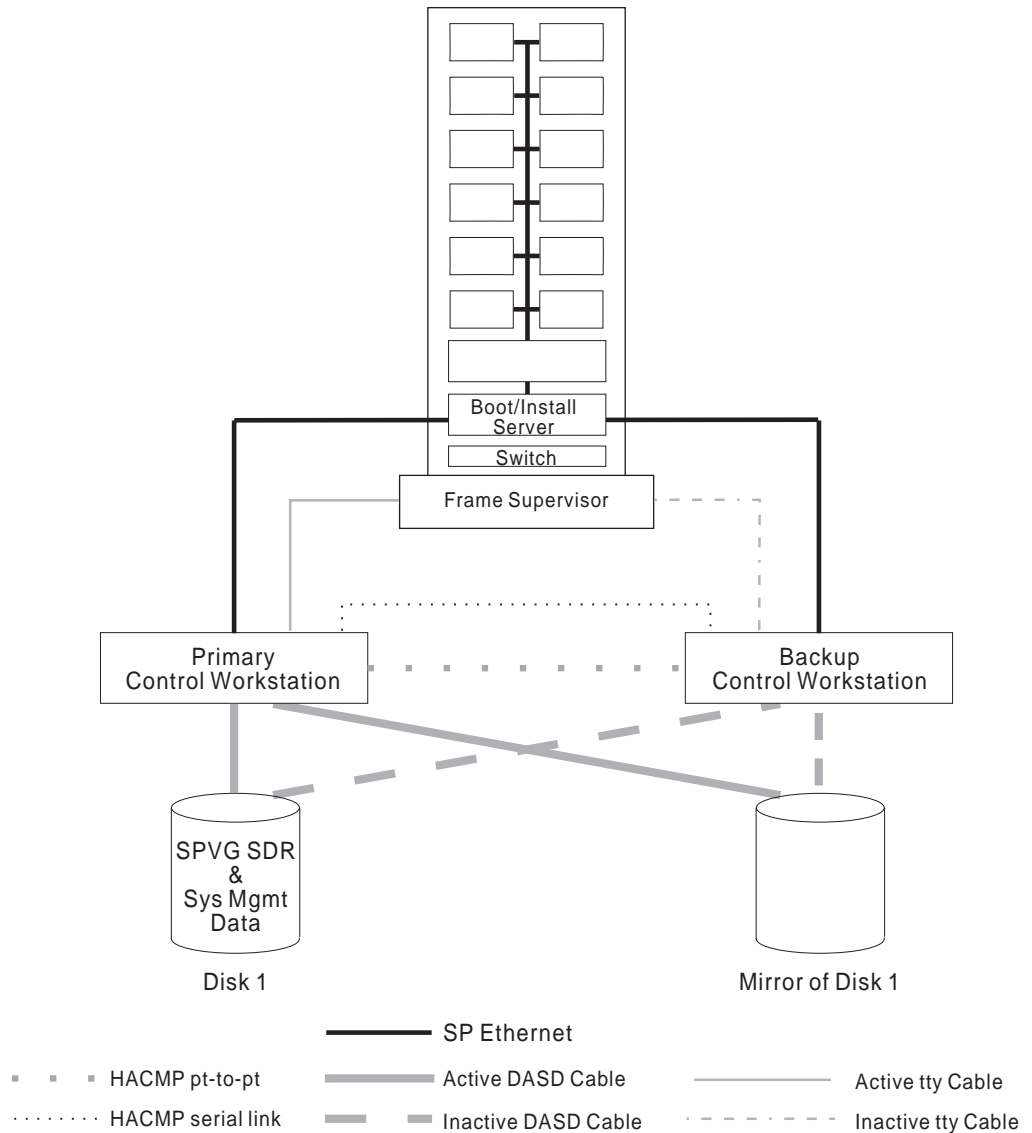 Boot/Install
Server
Switch
Frame Supervisor
Primary
Control Workstation
Backup
Control Workstation
SPVG SDR
&
Sys Mgmt
Data
Disk 1
Mirror of Disk 1
SP Ethernet
HACMP pt-to-pt
Active DASD Cable
Active tty Cable
HACMP serial link
Inactive DASD Cable
Inactive tty Cable